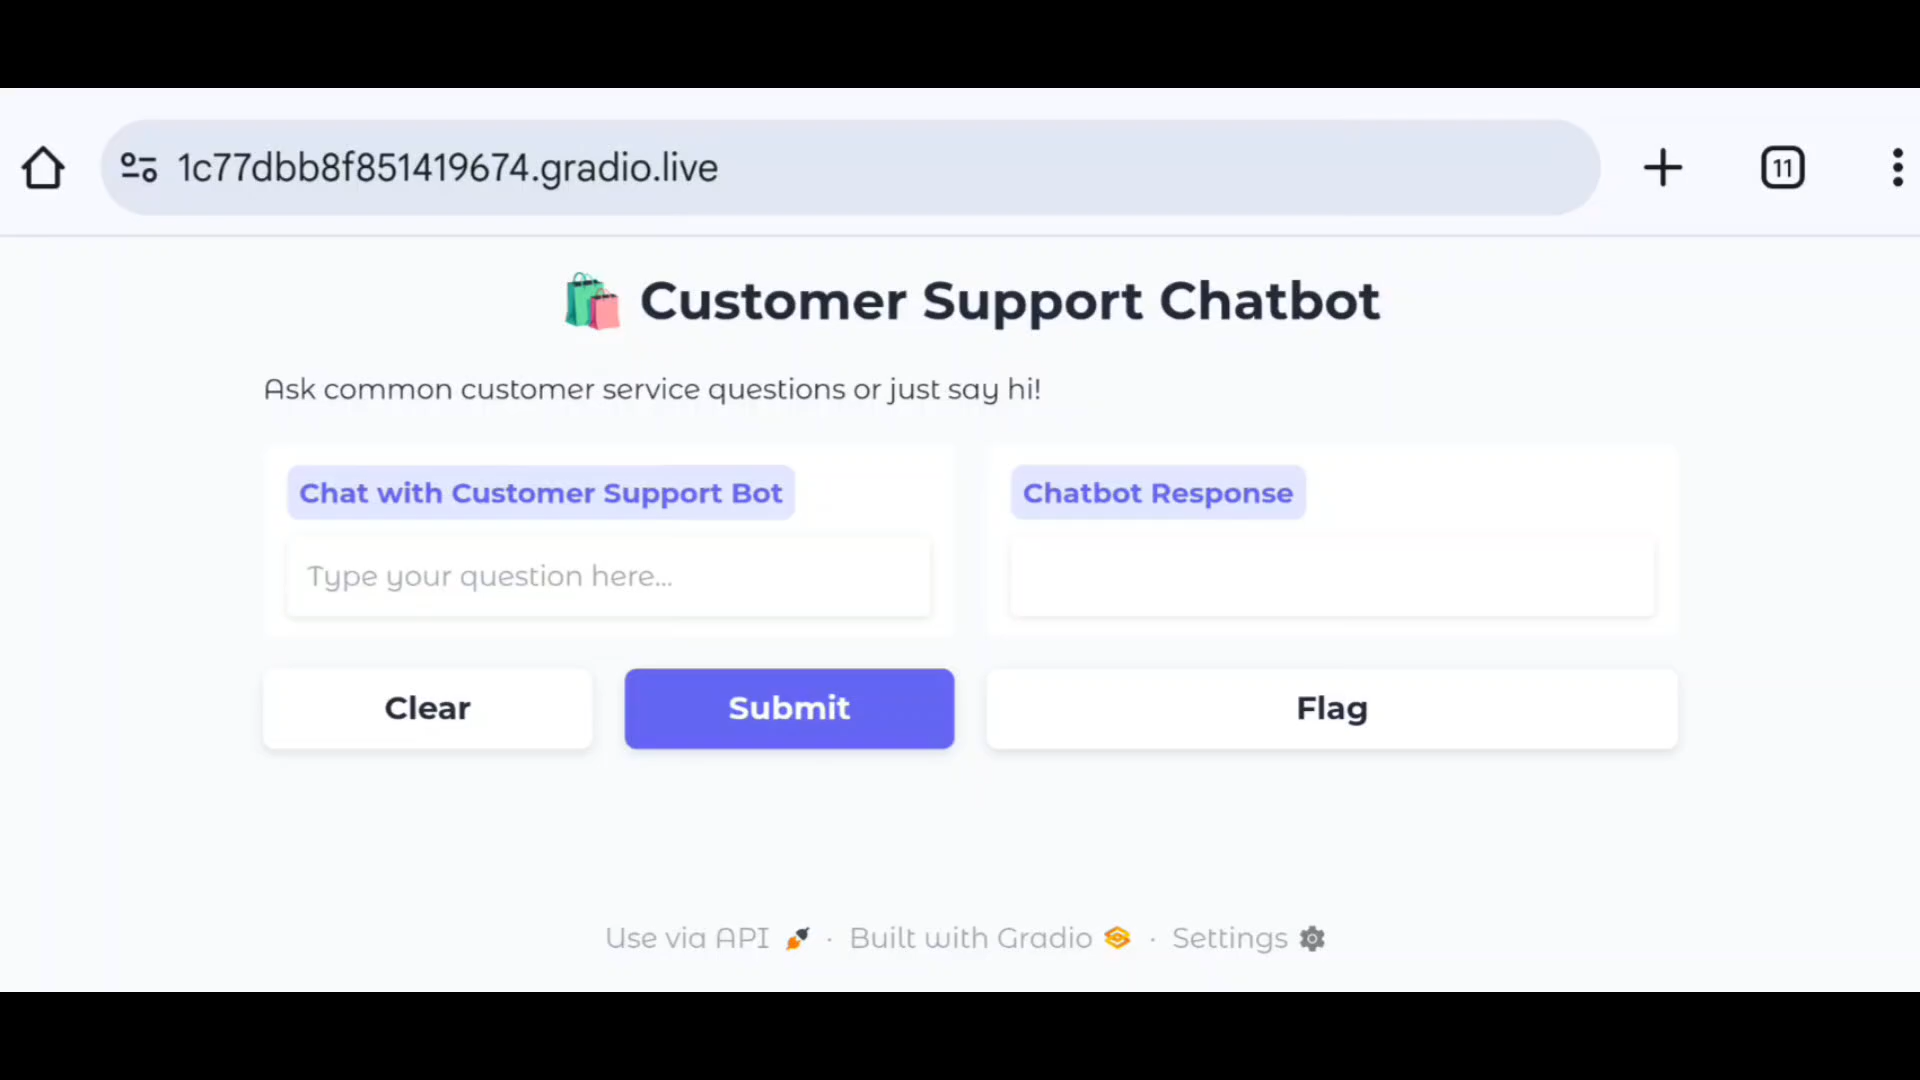 1c77dbb8f851419674.gradio.live
11
Customer Support Chatbot
Ask common customer service questions or just say hi!
Chat with Customer Support Bot
Type your question here...
Chatbot Response
Clear
Submit
Flag
Use via API · Built with Gradio · Settings